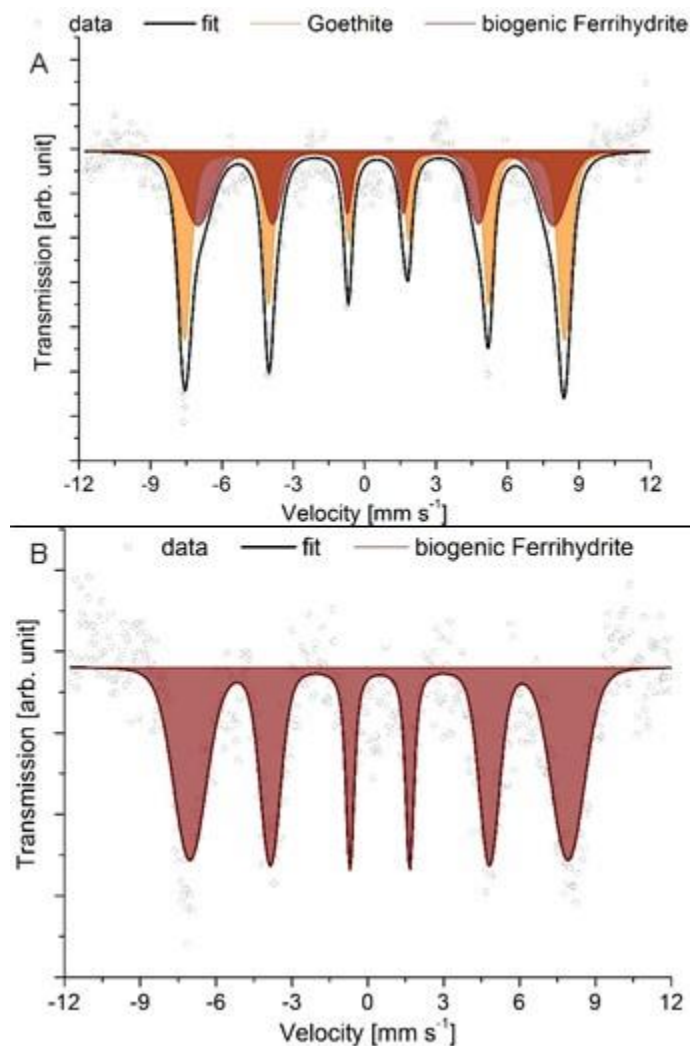 data fit Goethite biogenic Ferrihydrite
A
Transmission [arb. unit]
-12 -9 -6 -3 0 3 6 9 12
Velocity [mm s⁻¹]
B data fit biogenic Ferrihydrite
Transmission [arb. unit]
-12 -9 -6 -3 0 3 6 9 12
Velocity [mm s⁻¹]